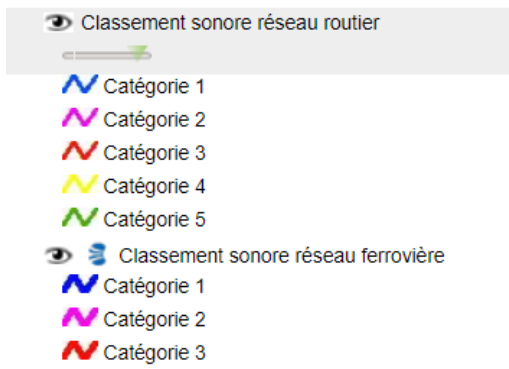 Classement sonore réseau routier
Catégorie 1
Catégorie 2
Catégorie 3
Catégorie 4
Catégorie 5
Classement sonore réseau ferrovière
Catégorie 1
Catégorie 2
Catégorie 3